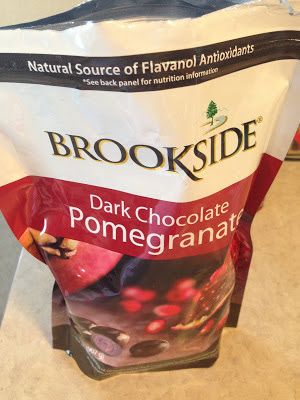 Natural Source of Flavanol Antioxidants
*See back panel for nutrition information
BROOKSIDE®
Dark Chocolate
Pomegranate